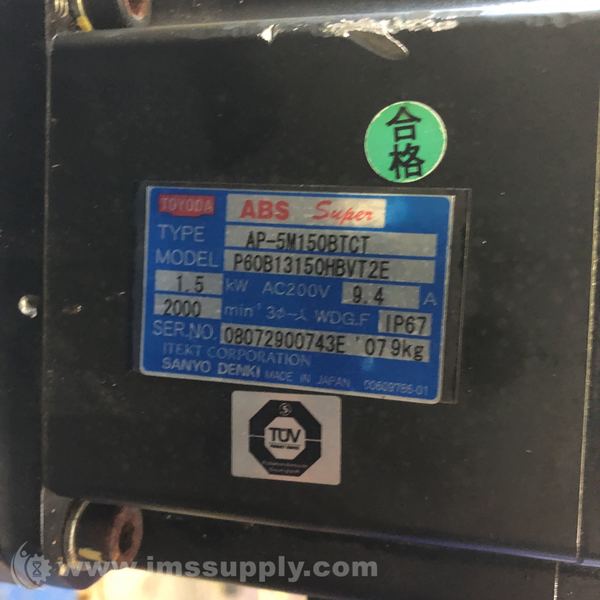 合格
TOYODA ABS Super
TYPE AP-5M150BTCT
MODEL P60B13150HBVT2E
1.5 kW AC200V 9.4 A
2000 min⁻¹ 3ϕ-人 WDG.F IP67
SER.NO. 08072900743E '07 9kg
ITEKT CORPORATION
SANYO DENKI MADE IN JAPAN 00609786-01
TÜV
www.imssupply.com